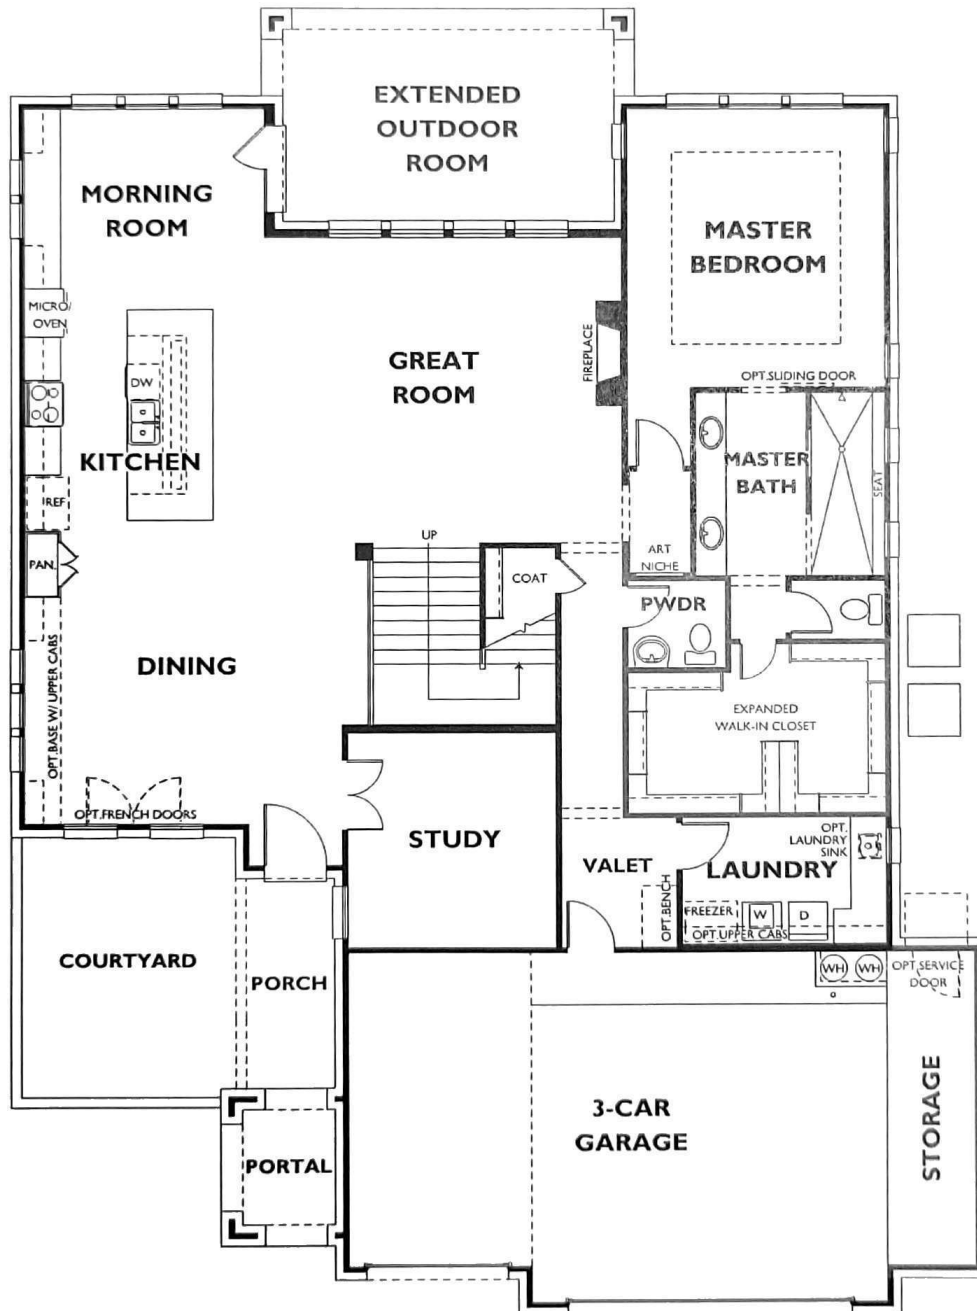 EXTENDED
OUTDOOR
ROOM
MORNING
ROOM
MASTER
BEDROOM
MICRO/
OVEN
GREAT
ROOM
FIREPLACE
OPT.SLIDING DOOR
DW
KITCHEN
MASTER
BATH
SEAT
REF
UP
PAN.
COAT
ART
NICHE
PWDR
DINING
OPT.BASE W/ UPPER CABS
EXPANDED
WALK-IN CLOSET
OPT.FRENCH DOORS
STUDY
VALET
OPT.
LAUNDRY
SINK
LAUNDRY
OPT.BENCH
FREEZER
W
D
OPT.UPPER CABS
COURTYARD
PORCH
WH
WH
OPT.SERVICE
DOOR
3-CAR
GARAGE
STORAGE
PORTAL